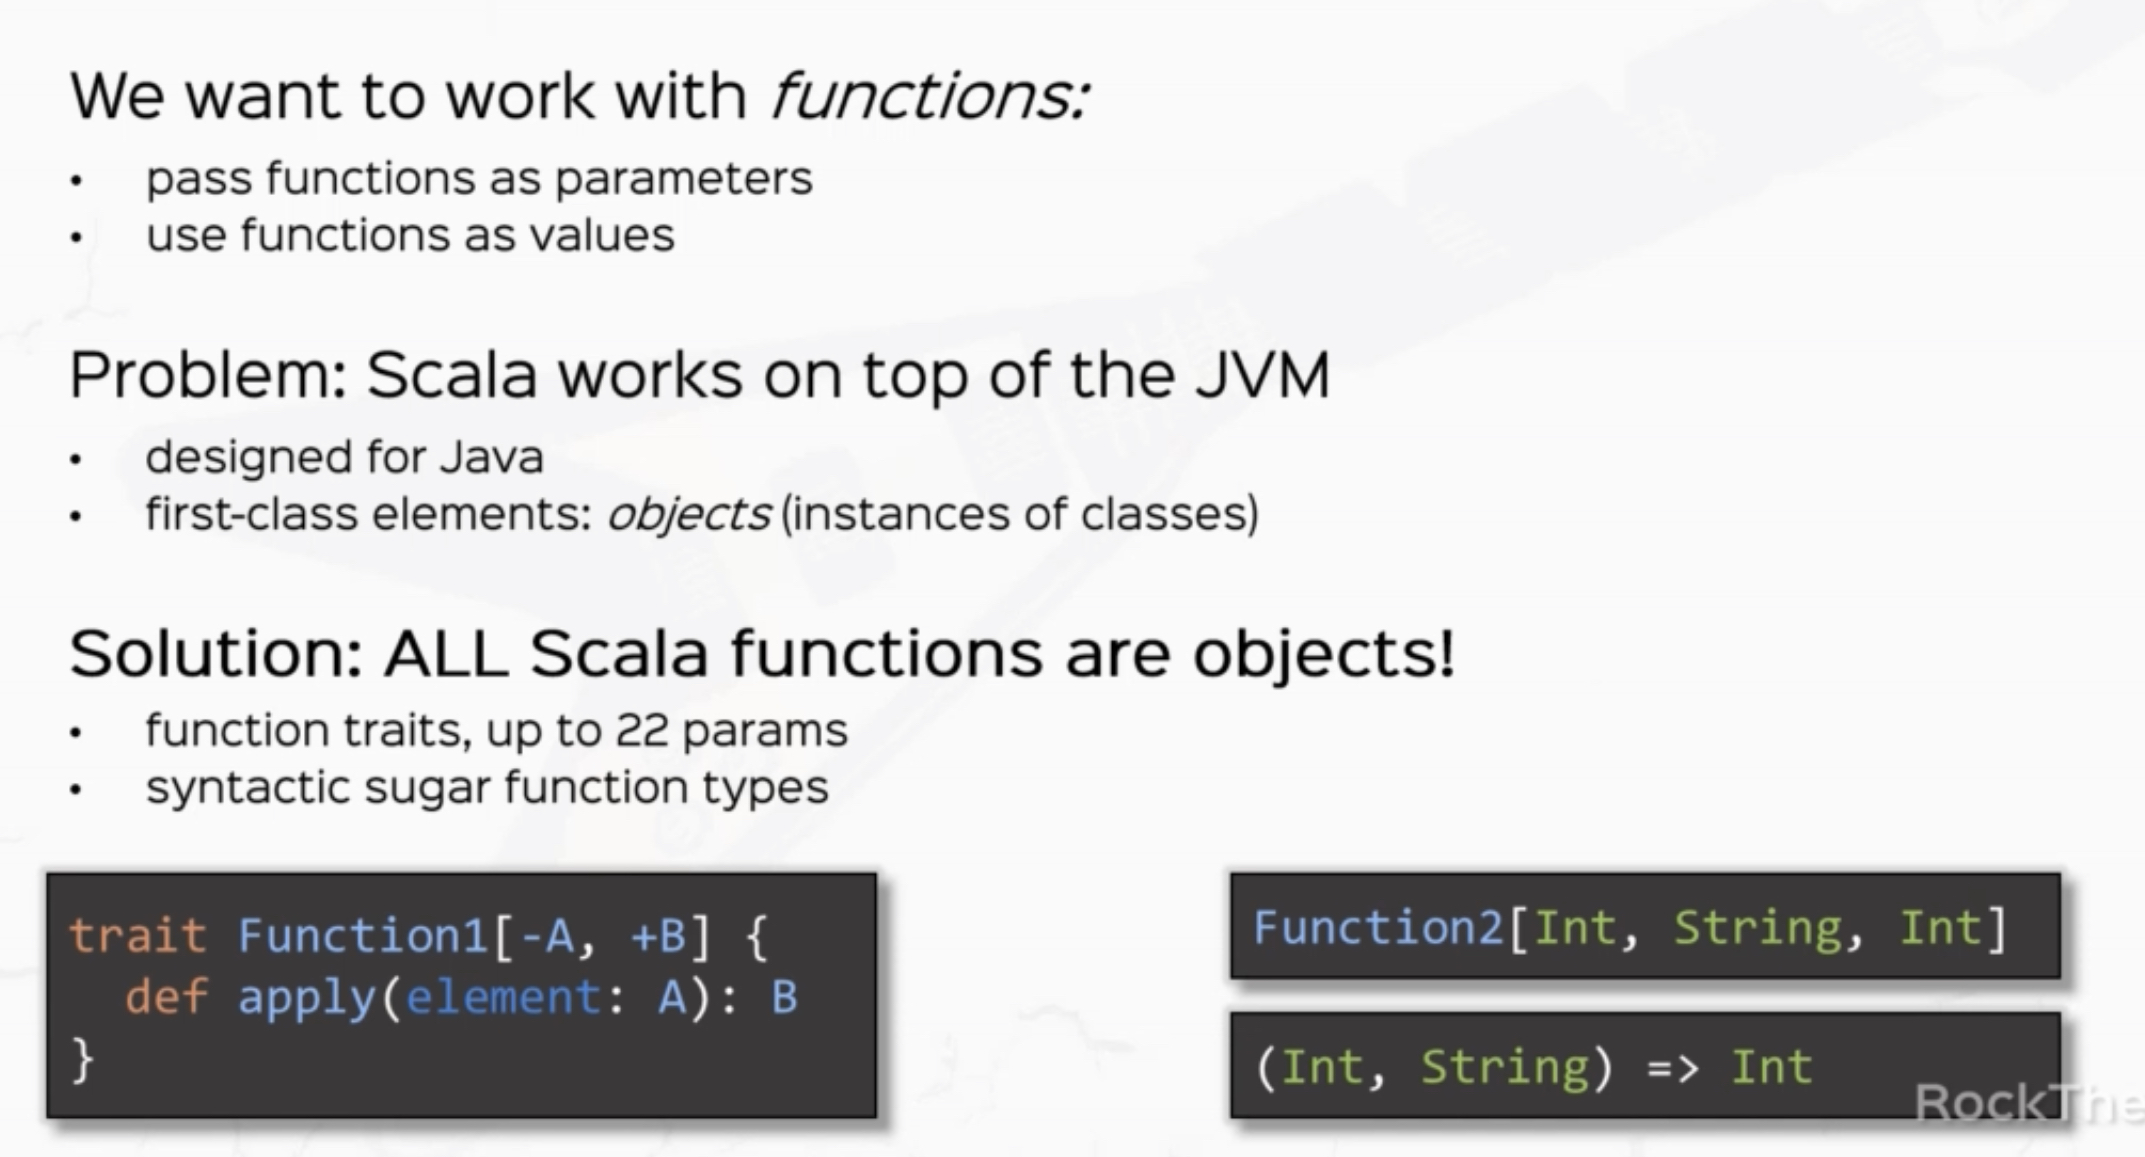 We want to work with functions:
• pass functions as parameters
• use functions as values
Problem: Scala works on top of the JVM
• designed for Java
• first-class elements: objects (instances of classes)
Solution: ALL Scala functions are objects!
• function traits, up to 22 params
• syntactic sugar function types
trait Function1[-A, +B] {
  def apply(element: A): B
}
Function2[Int, String, Int]
(Int, String) => Int
RockThe